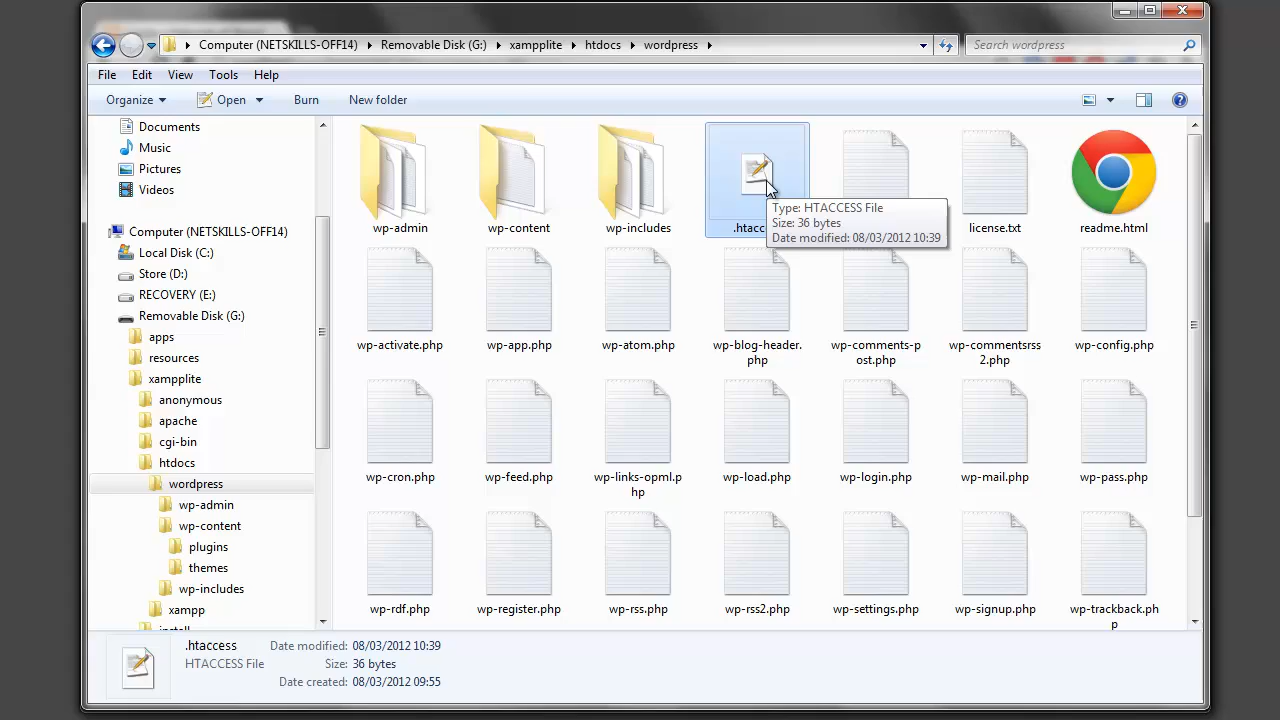 Computer (NETSKILLS-OFF14) Removable Disk (G:) xampplite htdocs wordpress
Search wordpress
File Edit View Tools Help
Organize Open Burn New folder
Documents
Music
Pictures
Videos
Computer (NETSKILLS-OFF14)
Local Disk (C:)
Store (D:)
RECOVERY (E:)
Removable Disk (G:)
apps
resources
xampplite
anonymous
apache
cgi-bin
htdocs
wordpress
wp-admin
wp-content
plugins
themes
wp-includes
xampp
install
wp-admin wp-content wp-includes .htacc license.txt readme.html
Type: HTACCESS File
Size: 36 bytes
Date modified: 08/03/2012 10:39
wp-activate.php wp-app.php wp-atom.php wp-blog-header. wp-comments-p wp-commentsrss wp-config.php
php ost.php 2.php
wp-cron.php wp-feed.php wp-links-opml.p wp-load.php wp-login.php wp-mail.php wp-pass.php
hp
wp-rdf.php wp-register.php wp-rss.php wp-rss2.php wp-settings.php wp-signup.php wp-trackback.ph
p
.htaccess Date modified: 08/03/2012 10:39
HTACCESS File Size: 36 bytes
Date created: 08/03/2012 09:55